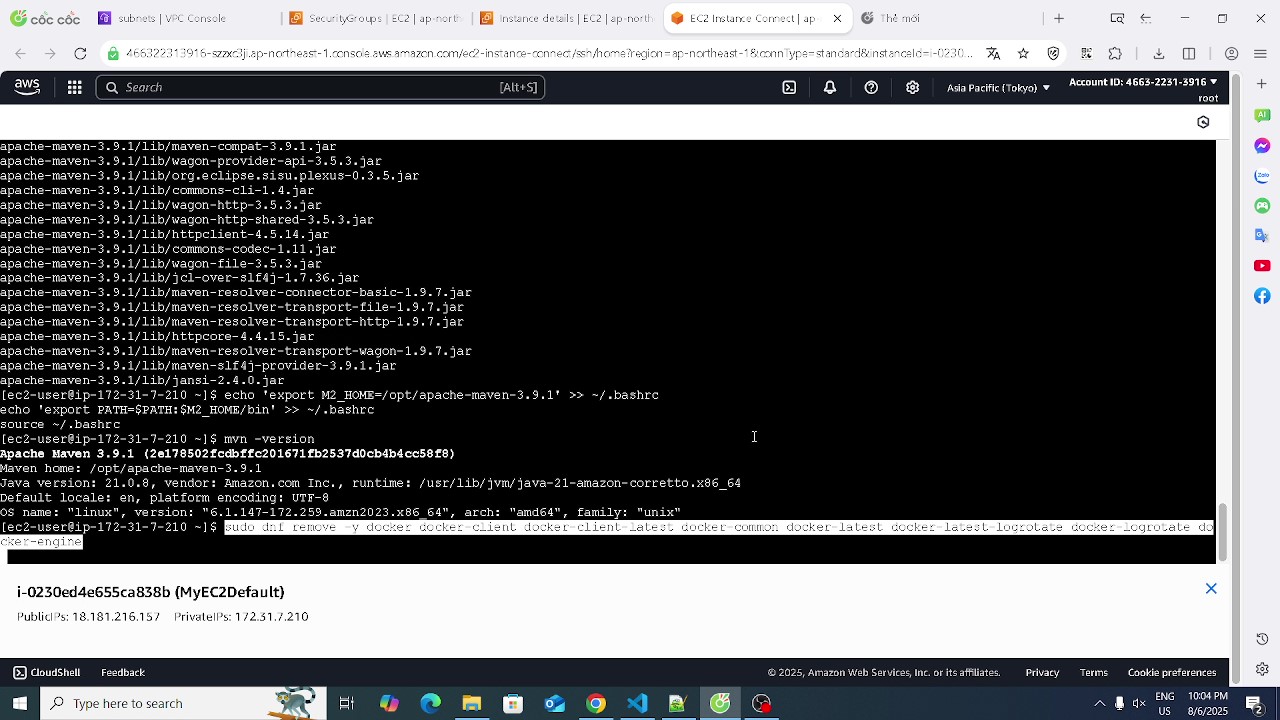 cốc cốc
subnets | VPC Console
SecurityGroups | EC2 | ap-north
Instance details | EC2 | ap-north
EC2 Instance Connect | ap-
Thẻ mới
466322313916-szzxc3ji.ap-northeast-1.console.aws.amazon.com/ec2-instance-connect/ssh/home?region=ap-northeast-1&connType=standard&instanceId=i-0230...
aws
Search
[Alt+S]
Asia Pacific (Tokyo)
Account ID: 4663-2231-3916
root
apache-maven-3.9.1/lib/maven-compat-3.9.1.jar
apache-maven-3.9.1/lib/wagon-provider-api-3.5.3.jar
apache-maven-3.9.1/lib/org.eclipse.sisu.plexus-0.3.5.jar
apache-maven-3.9.1/lib/commons-cli-1.4.jar
apache-maven-3.9.1/lib/wagon-http-3.5.3.jar
apache-maven-3.9.1/lib/wagon-http-shared-3.5.3.jar
apache-maven-3.9.1/lib/httpclient-4.5.14.jar
apache-maven-3.9.1/lib/commons-codec-1.11.jar
apache-maven-3.9.1/lib/wagon-file-3.5.3.jar
apache-maven-3.9.1/lib/jcl-over-slf4j-1.7.36.jar
apache-maven-3.9.1/lib/maven-resolver-connector-basic-1.9.7.jar
apache-maven-3.9.1/lib/maven-resolver-transport-file-1.9.7.jar
apache-maven-3.9.1/lib/maven-resolver-transport-http-1.9.7.jar
apache-maven-3.9.1/lib/httpcore-4.4.15.jar
apache-maven-3.9.1/lib/maven-resolver-transport-wagon-1.9.7.jar
apache-maven-3.9.1/lib/maven-slf4j-provider-3.9.1.jar
apache-maven-3.9.1/lib/jansi-2.4.0.jar
[ec2-user@ip-172-31-7-210 ~]$ echo 'export M2_HOME=/opt/apache-maven-3.9.1' >> ~/.bashrc
echo 'export PATH=$PATH:$M2_HOME/bin' >> ~/.bashrc
source ~/.bashrc
[ec2-user@ip-172-31-7-210 ~]$ mvn -version
Apache Maven 3.9.1 (2e178502fcdbffc201671fb2537d0cb4b4cc58f8)
Maven home: /opt/apache-maven-3.9.1
Java version: 21.0.8, vendor: Amazon.com Inc., runtime: /usr/lib/jvm/java-21-amazon-corretto.x86_64
Default locale: en, platform encoding: UTF-8
OS name: "linux", version: "6.1.147-172.259.amzn2023.x86_64", arch: "amd64", family: "unix"
[ec2-user@ip-172-31-7-210 ~]$ sudo dnf remove -y docker docker-client docker-client-latest docker-common docker-latest docker-latest-logrotate docker-logrotate do
cker-engine
i-0230ed4e655ca838b (MyEC2Default)
PublicIPs: 18.181.216.157 PrivateIPs: 172.31.7.210
CloudShell
Feedback
© 2025, Amazon Web Services, Inc. or its affiliates.
Privacy
Terms
Cookie preferences
Type here to search
ENG
US
10:04 PM
8/6/2025
2
AI
Zalo